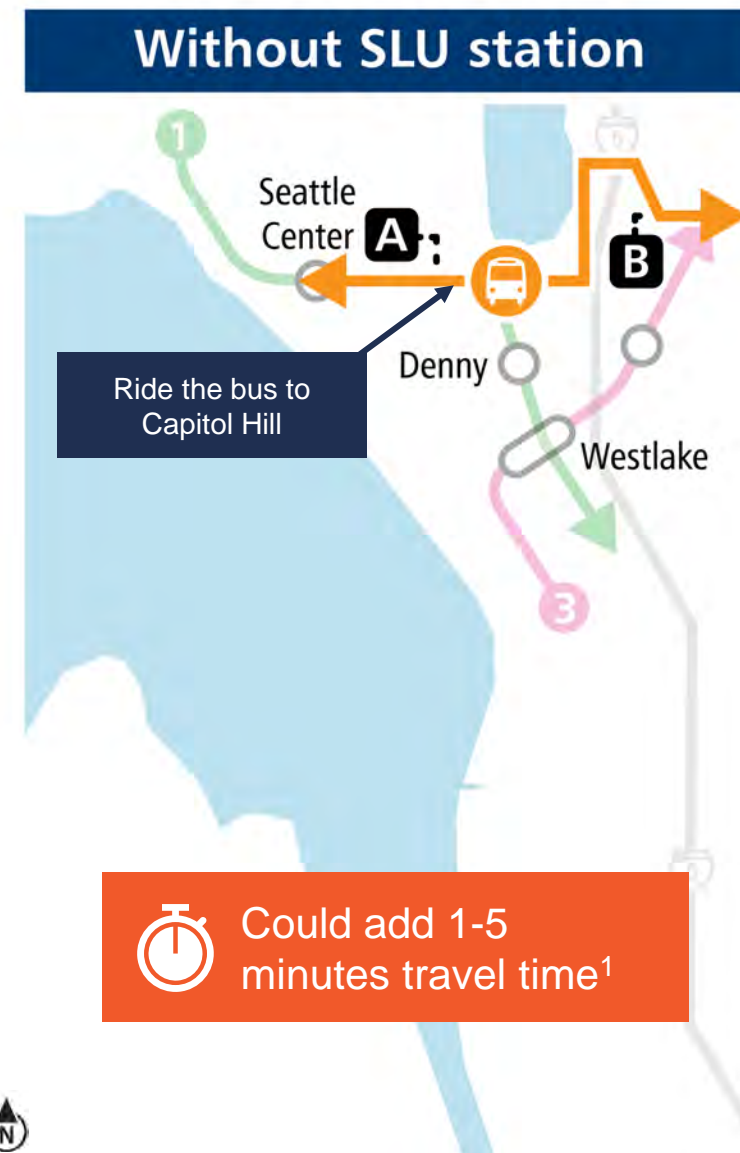 Without SLU station
1
Seattle
Center
A
B
Ride the bus to
Capitol Hill
Denny
Westlake
3
Could add 1-5
minutes travel time¹
N